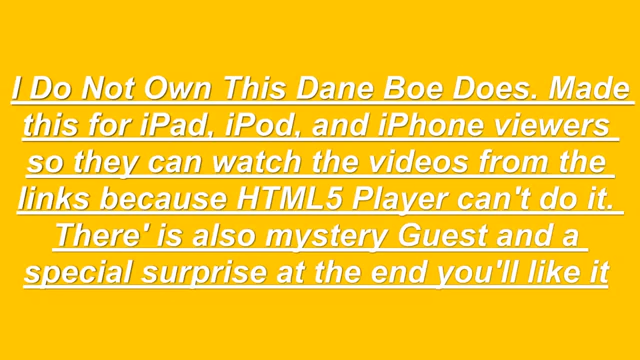 I Do Not Own This Dane Boe Does. Made
this for iPad, iPod, and iPhone viewers
so they can watch the videos from the
links because HTML5 Player can't do it.
There' is also mystery Guest and a
special surprise at the end you'll like it